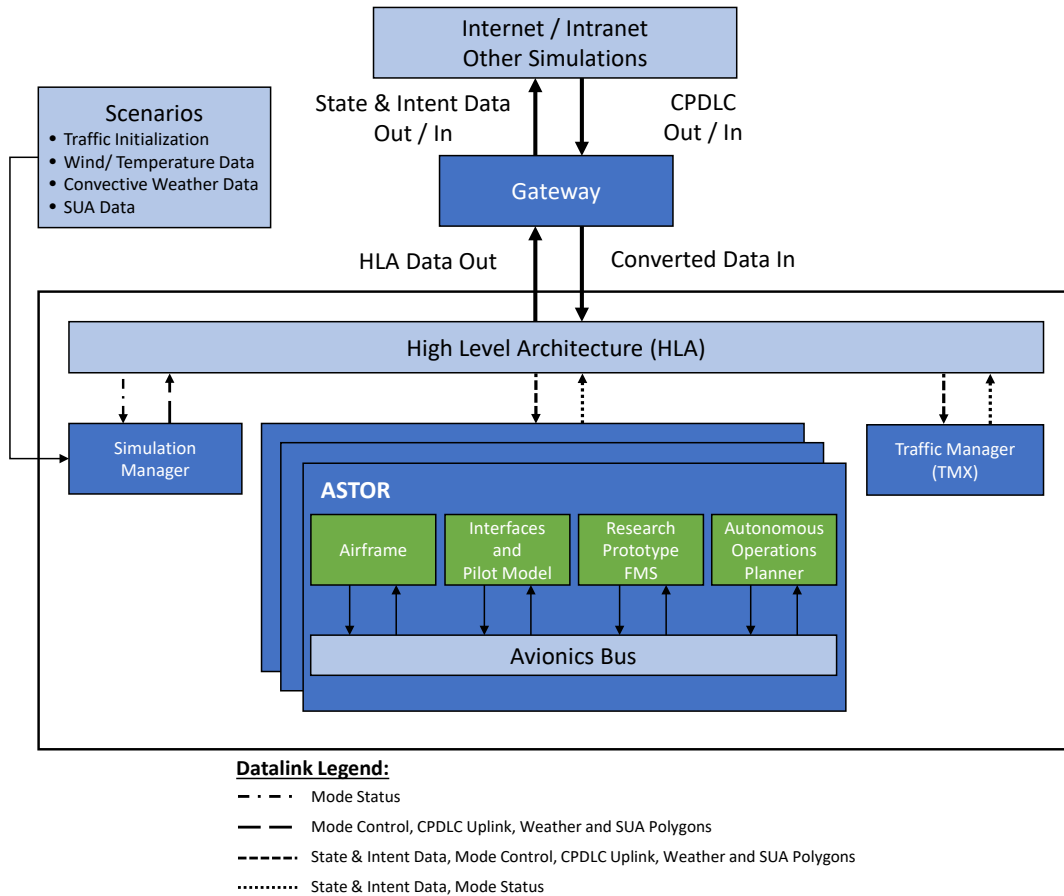 Internet / Intranet
Other Simulations
Scenarios
• Traffic Initialization
• Wind/ Temperature Data
• Convective Weather Data
• SUA Data
State & Intent Data
Out / In
CPDLC
Out / In
Gateway
HLA Data Out
Converted Data In
High Level Architecture (HLA)
Simulation
Manager
Traffic Manager
(TMX)
ASTOR
Airframe
Interfaces
and
Pilot Model
Research
Prototype
FMS
Autonomous
Operations
Planner
Avionics Bus
Datalink Legend:
Mode Status
Mode Control, CPDLC Uplink, Weather and SUA Polygons
State & Intent Data, Mode Control, CPDLC Uplink, Weather and SUA Polygons
State & Intent Data, Mode Status